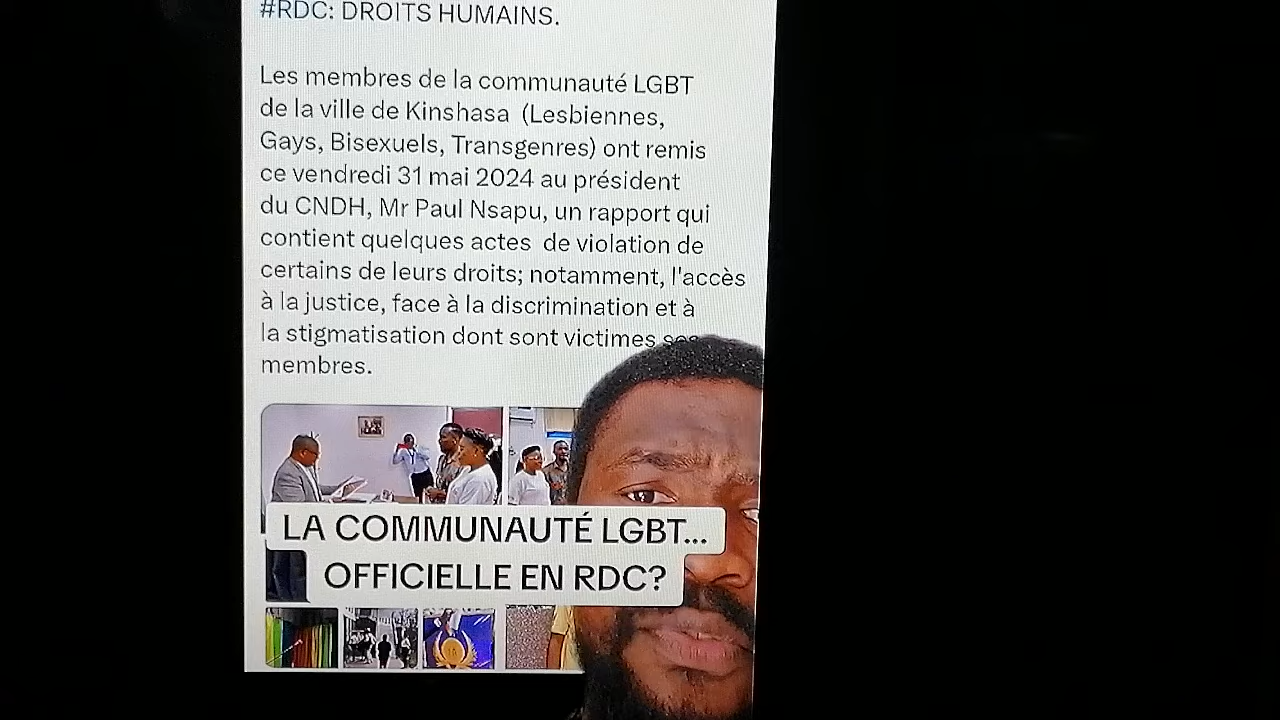 #RDC: DROITS HUMAINS.
Les membres de la communauté LGBT
de la ville de Kinshasa (Lesbiennes,
Gays, Bisexuels, Transgenres) ont remis
ce vendredi 31 mai 2024 au président
du CNDH, Mr Paul Nsapu, un rapport qui
contient quelques actes de violation de
certains de leurs droits; notamment, l'accès
à la justice, face à la discrimination et à
la stigmatisation dont sont victimes ses
membres.
LA COMMUNAUTÉ LGBT...
OFFICIELLE EN RDC?